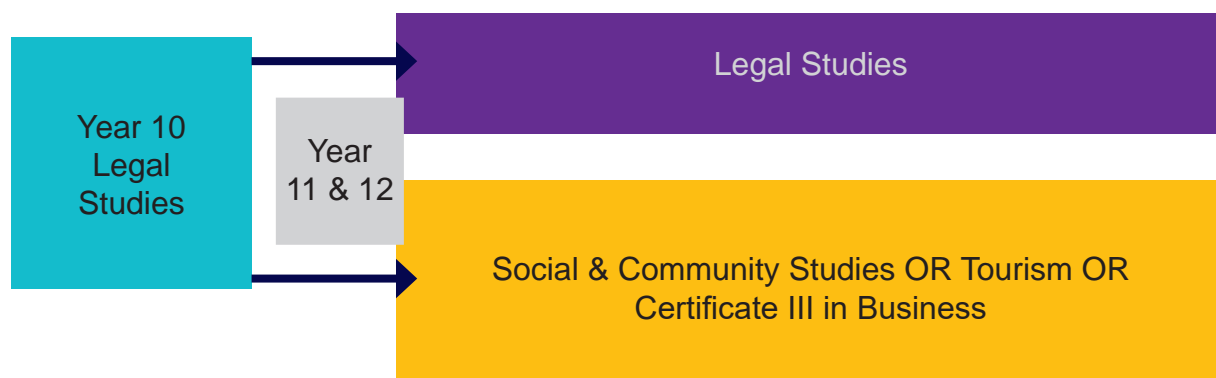 Year 10
Legal
Studies
Year
11 & 12
Legal Studies
Social & Community Studies OR Tourism OR
Certificate III in Business